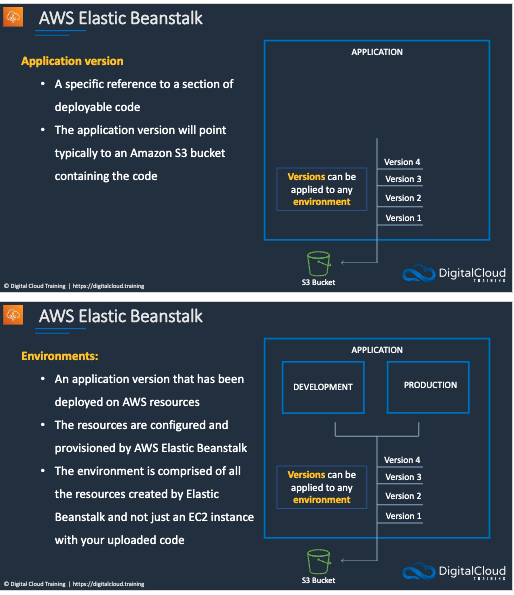 AWS Elastic Beanstalk
Application version
• A specific reference to a section of
deployable code
• The application version will point
typically to an Amazon S3 bucket
containing the code
APPLICATION
Version 4
Version 3
Version 2
Version 1
Versions can be
applied to any
environment
S3 Bucket
DigitalCloud
TRAINING
© Digital Cloud Training | https://digitalcloud.training
AWS Elastic Beanstalk
Environments:
• An application version that has been
deployed on AWS resources
• The resources are configured and
provisioned by AWS Elastic Beanstalk
• The environment is comprised of all
the resources created by Elastic
Beanstalk and not just an EC2 instance
with your uploaded code
APPLICATION
DEVELOPMENT
PRODUCTION
Version 4
Version 3
Version 2
Version 1
Versions can be
applied to any
environment
S3 Bucket
DigitalCloud
TRAINING
© Digital Cloud Training | https://digitalcloud.training